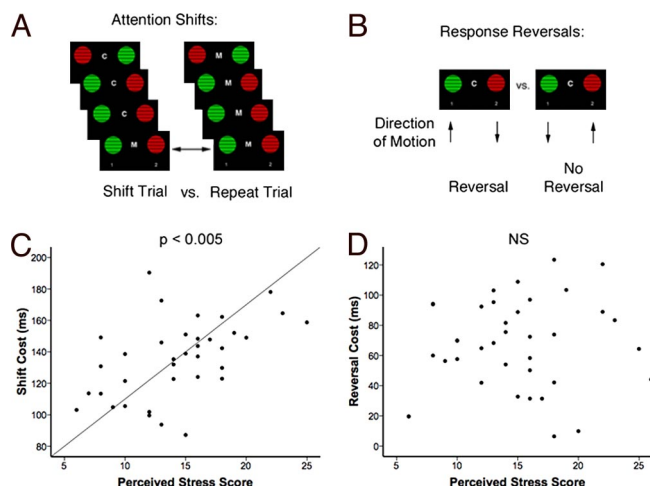 A
Attention Shifts:
C
M
C
M
C
M
M
M
1
2
1
2
Shift Trial vs. Repeat Trial
B
Response Reversals:
C vs. C
1 2 1 2
Direction
of Motion
Reversal
No
Reversal
C
p < 0.005
Shift Cost (ms)
200
180
160
140
120
100
80
5 10 15 20 25
Perceived Stress Score
D
NS
Reversal Cost (ms)
120
100
80
60
40
20
0
5 10 15 20 25
Perceived Stress Score